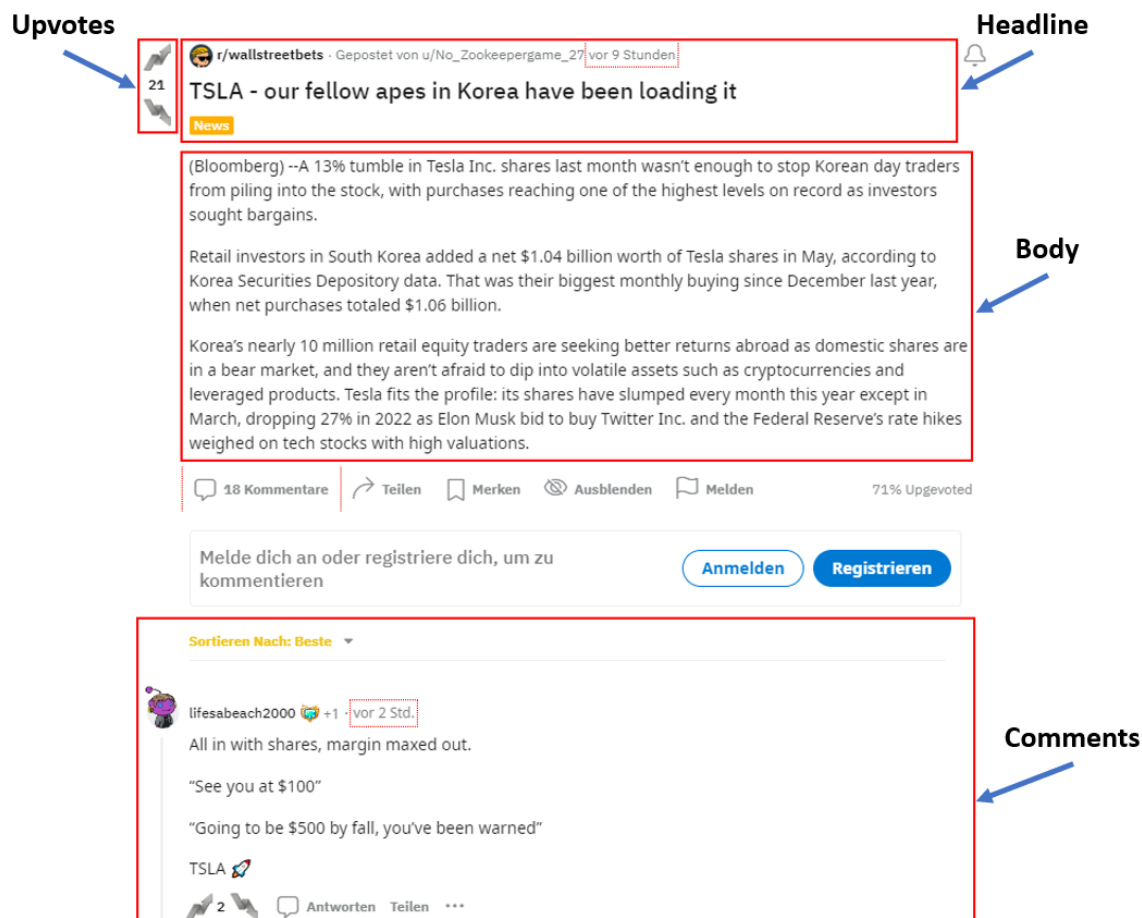 Upvotes
Headline
r/wallstreetbets · Gepostet von u/No_Zookeepergame_27 vor 9 Stunden
21
TSLA - our fellow apes in Korea have been loading it
News
(Bloomberg) --A 13% tumble in Tesla Inc. shares last month wasn’t enough to stop Korean day traders
from piling into the stock, with purchases reaching one of the highest levels on record as investors
sought bargains.
Body
Retail investors in South Korea added a net $1.04 billion worth of Tesla shares in May, according to
Korea Securities Depository data. That was their biggest monthly buying since December last year,
when net purchases totaled $1.06 billion.
Korea’s nearly 10 million retail equity traders are seeking better returns abroad as domestic shares are
in a bear market, and they aren’t afraid to dip into volatile assets such as cryptocurrencies and
leveraged products. Tesla fits the profile: its shares have slumped every month this year except in
March, dropping 27% in 2022 as Elon Musk bid to buy Twitter Inc. and the Federal Reserve’s rate hikes
weighed on tech stocks with high valuations.
18 Kommentare Teilen Merken Ausblenden Melden 71% Upgevoted
Melde dich an oder registriere dich, um zu
kommentieren
Anmelden Registrieren
Sortieren Nach: Beste
lifesabeach2000 +1 · vor 2 Std.
All in with shares, margin maxed out.
Comments
“See you at $100”
“Going to be $500 by fall, you’ve been warned”
TSLA 🚀
2 Antworten Teilen ···